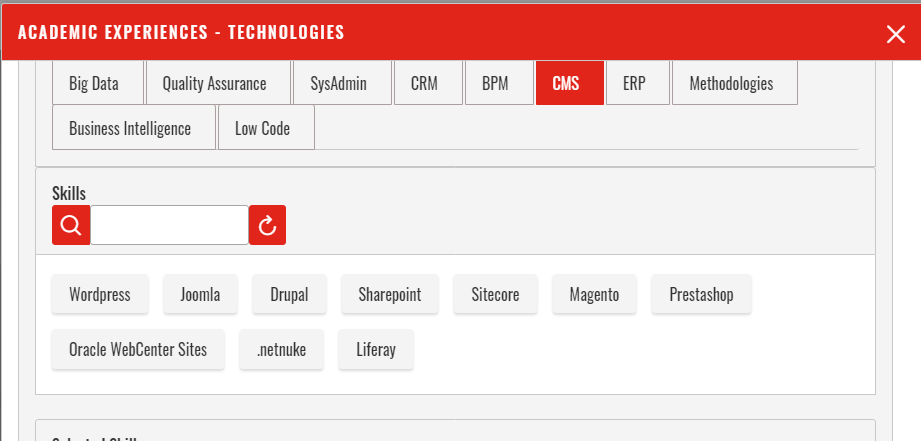 ACADEMIC EXPERIENCES - TECHNOLOGIES
Big Data Quality Assurance SysAdmin CRM BPM CMS ERP Methodologies
Business Intelligence Low Code
Skills
Wordpress Joomla Drupal Sharepoint Sitecore Magento Prestashop
Oracle WebCenter Sites .netnuke Liferay